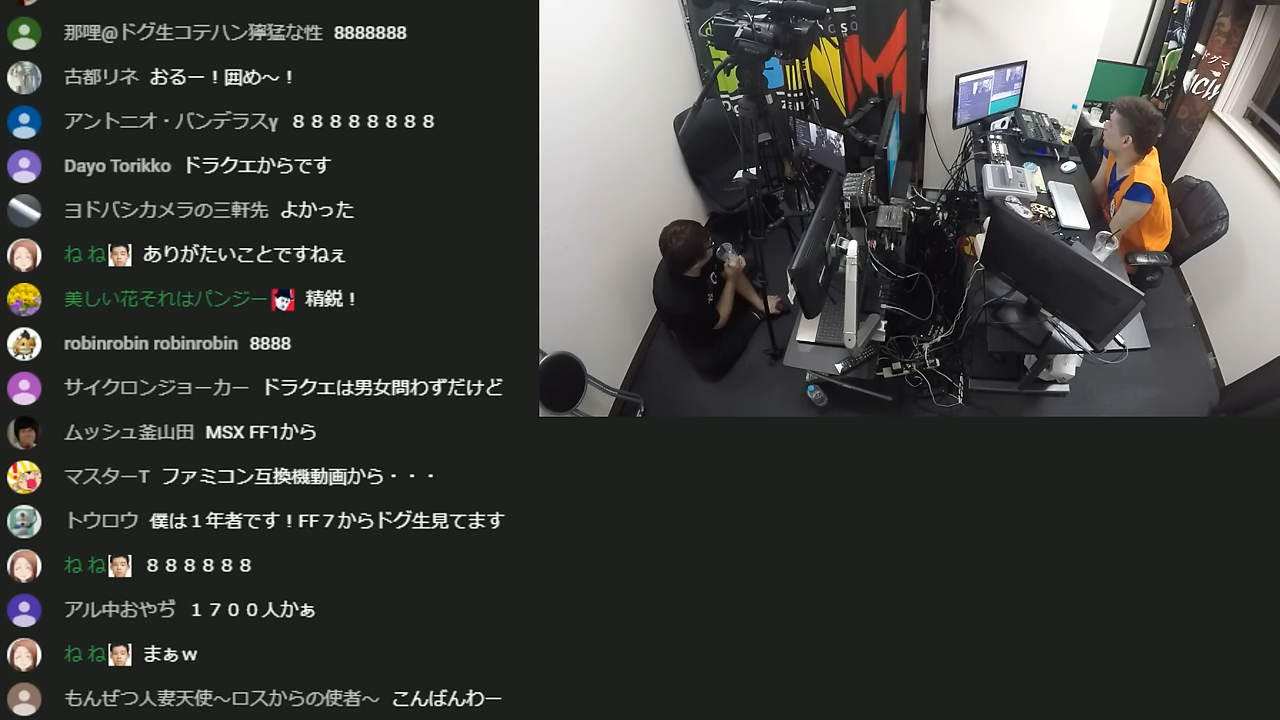 那哩@ドグ生コテハン獰猛な性 8888888
古都リネ おるー！囲め～！
アントニオ・バンデラスγ ８８８８８８８８
Dayo Torikko ドラクエからです
ヨドバシカメラの三軒先 よかった
ね ね ありがたいことですねぇ
美しい花それはパンジー 精鋭！
robinrobin robinrobin 8888
サイクロンジョーカー ドラクエは男女問わずだけど
ムッシュ釜山田 MSX FF1から
マスターT ファミコン互換機動画から・・・
トウロウ 僕は１年者です！FF７からドグ生見てます
ね ね ８８８８８８
アル中おやぢ １７００人かぁ
ね ね まぁｗ
もんぜつ人妻天使～ロスからの使者～ こんばんわー
ドグマ